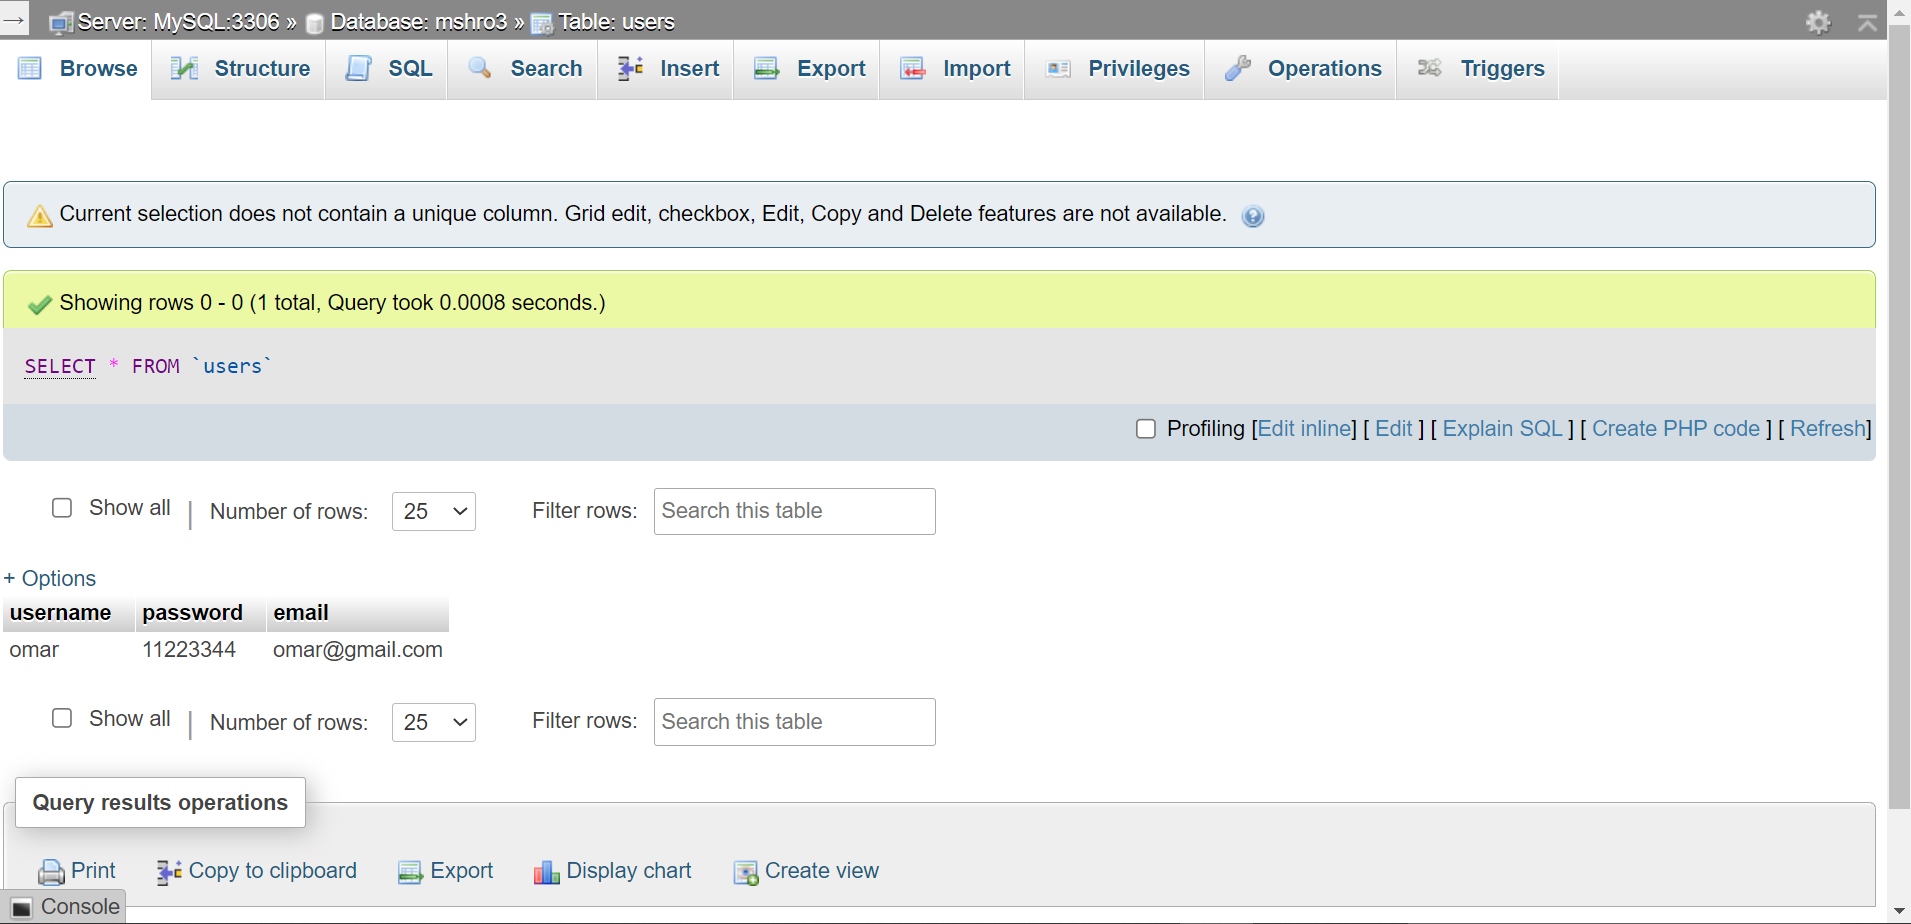 Server: MySQL:3306 » Database: mshro3 » Table: users
Browse Structure SQL Search Insert Export Import Privileges Operations Triggers
Current selection does not contain a unique column. Grid edit, checkbox, Edit, Copy and Delete features are not available.
Showing rows 0 - 0 (1 total, Query took 0.0008 seconds.)
SELECT * FROM `users`
Profiling [Edit inline] [ Edit ] [ Explain SQL ] [ Create PHP code ] [ Refresh]
Show all | Number of rows: 25 Filter rows: Search this table
+ Options
username password email
omar 11223344 omar@gmail.com
Show all | Number of rows: 25 Filter rows: Search this table
Query results operations
Print Copy to clipboard Export Display chart Create view
Console